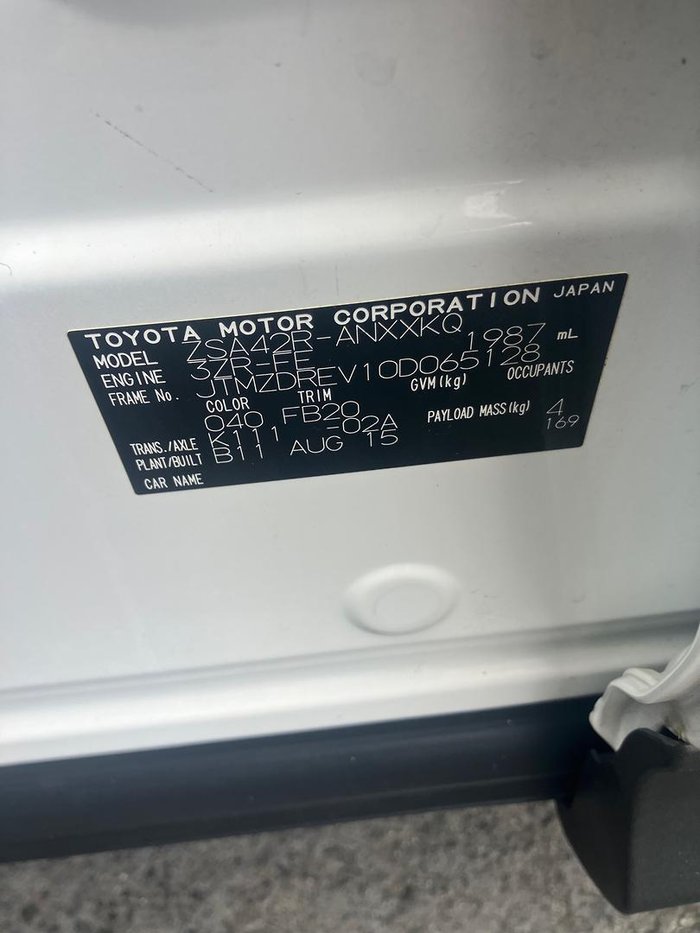 TOYOTA MOTOR CORPORATION JAPAN
MODEL ZSA42R-ANXXKQ
ENGINE 3ZR-FE 1987 mL
FRAME No. JTMZDREV10D065128
COLOR TRIM GVM(kg) OCCUPANTS
040 FB20
TRANS./AXLE K111 -02A PAYLOAD MASS(kg) 4
PLANT/BUILT B11 AUG 15 169
CAR NAME